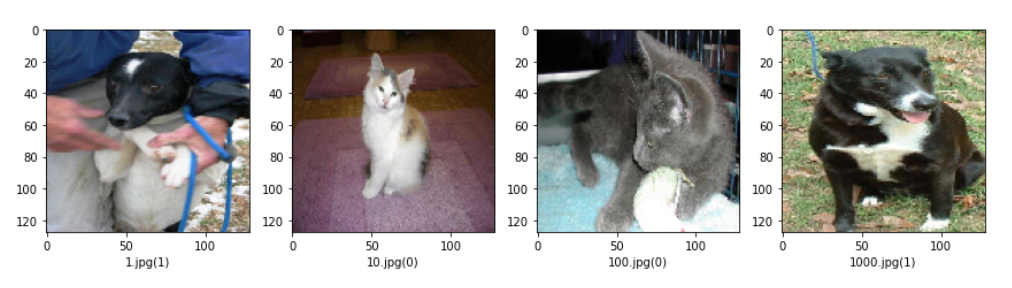 0 0 0 0
20 20 20 20
40 40 40 40
60 60 60 60
80 80 80 80
100 100 100 100
120 120 120 120
0 50 100 0 50 100 0 50 100 0 50 100
1.jpg(1) 10.jpg(0) 100.jpg(0) 1000.jpg(1)